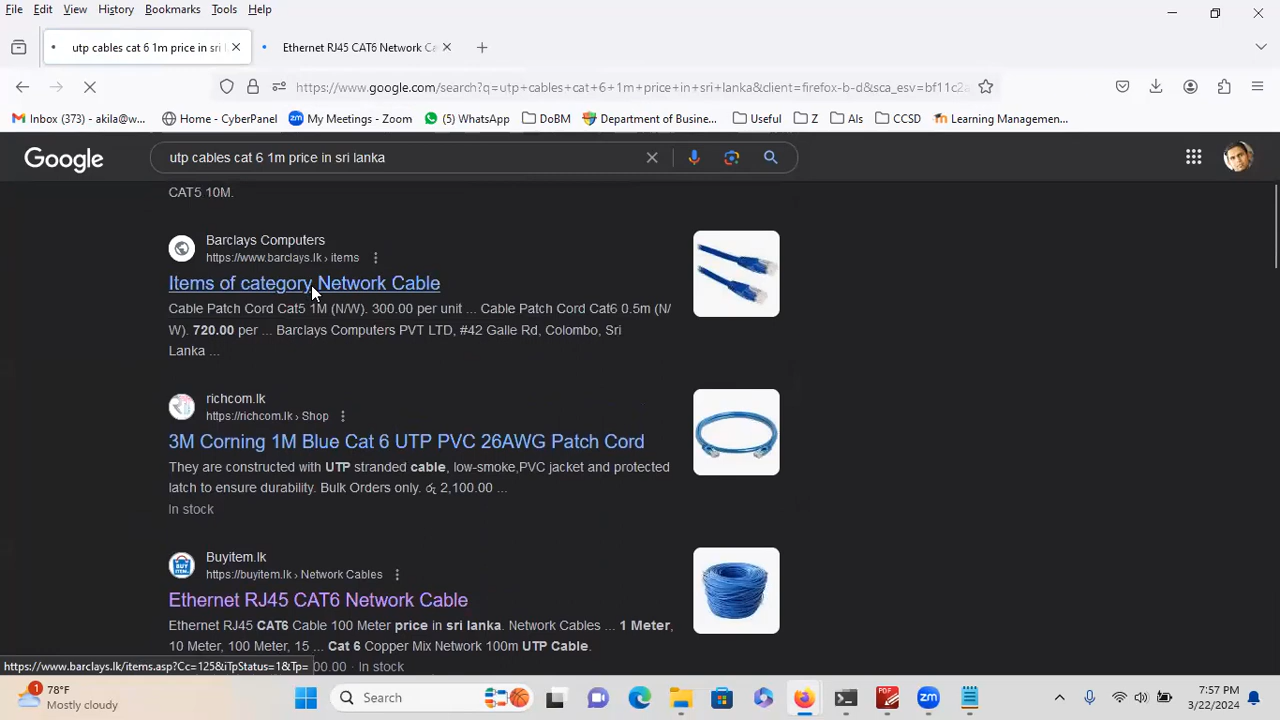 File Edit View History Bookmarks Tools Help
utp cables cat 6 1m price in sri
Ethernet RJ45 CAT6 Network Ca
https://www.google.com/search?q=utp+cables+cat+6+1m+price+in+sri+lanka&client=firefox-b-d&sca_esv=bf11c2
Inbox (373) - akila@w... Home - CyberPanel My Meetings - Zoom (5) WhatsApp DoBM Department of Busine... Useful Z Als CCSD Learning Managemen...
Google
utp cables cat 6 1m price in sri lanka
CAT5 10M.
Barclays Computers
https://www.barclays.lk › items
Items of category Network Cable
Cable Patch Cord Cat5 1M (N/W). 300.00 per unit ... Cable Patch Cord Cat6 0.5m (N/
W). 720.00 per ... Barclays Computers PVT LTD, #42 Galle Rd, Colombo, Sri
Lanka ...
richcom.lk
https://richcom.lk › Shop
3M Corning 1M Blue Cat 6 UTP PVC 26AWG Patch Cord
They are constructed with UTP stranded cable, low-smoke,PVC jacket and protected
latch to ensure durability. Bulk Orders only. රු 2,100.00 ...
In stock
Buyitem.lk
https://buyitem.lk › Network Cables
Ethernet RJ45 CAT6 Network Cable
Ethernet RJ45 CAT6 Cable 100 Meter price in sri lanka. Network Cables ... 1 Meter,
10 Meter, 100 Meter, 15 ... Cat 6 Copper Mix Network 100m UTP Cable.
00.00 · In stock
https://www.barclays.lk/items.asp?Cc=125&iTpStatus=1&Tp=
1
78°F
Mostly cloudy
Search
PDF
zm
7:57 PM
3/22/2024